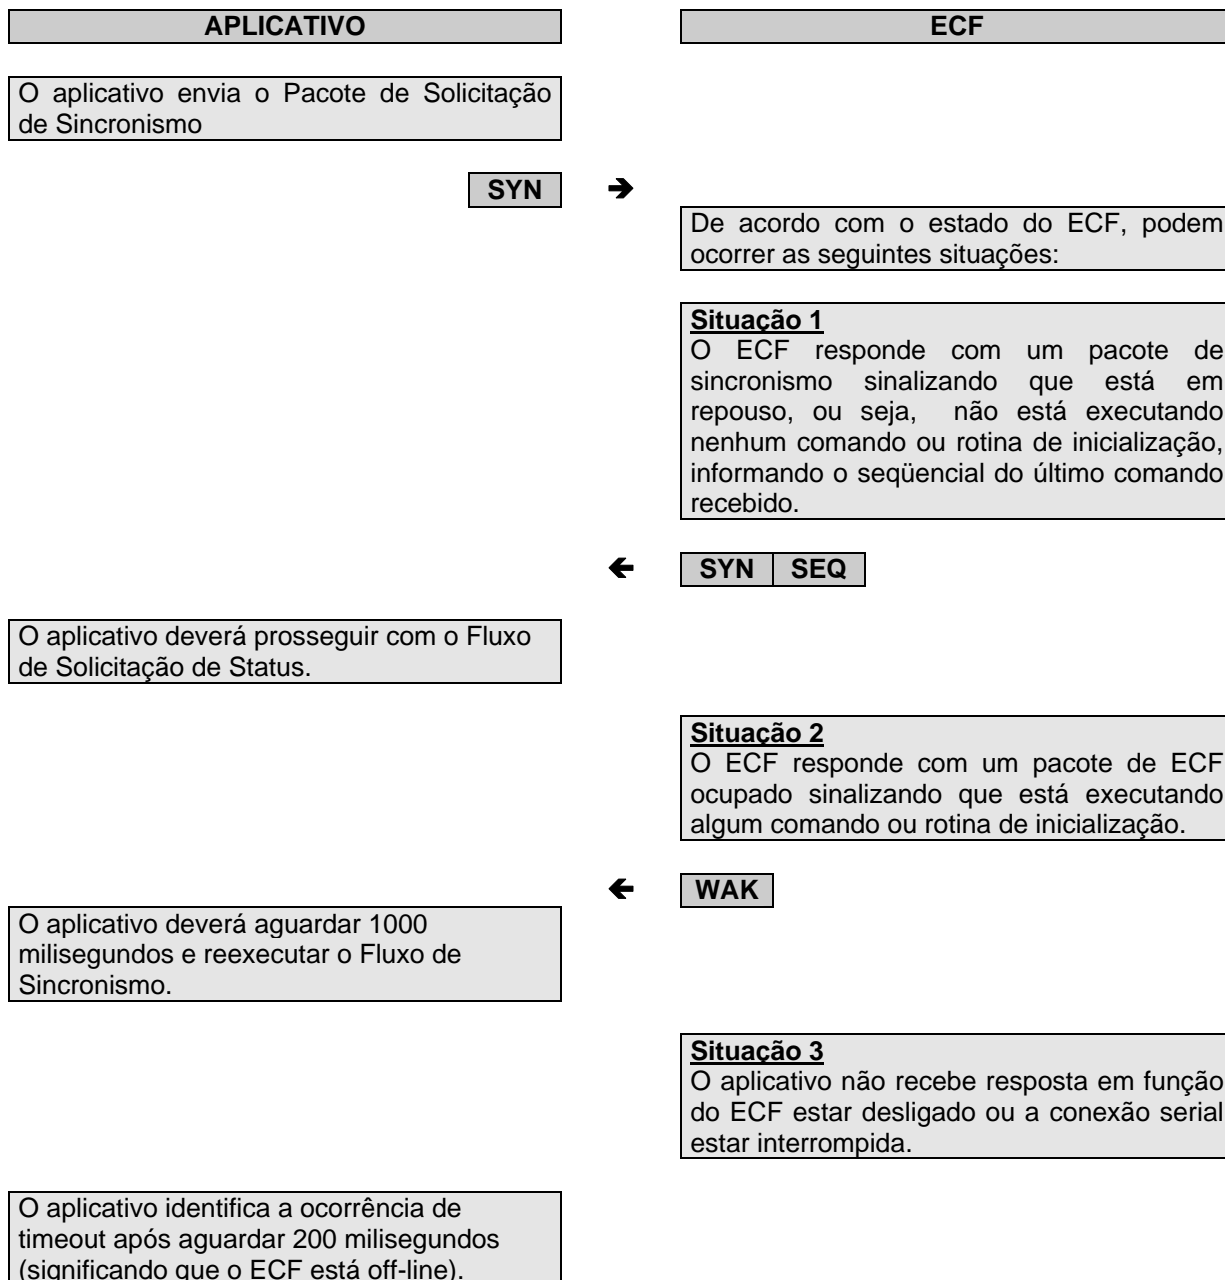 APLICATIVO
ECF
O aplicativo envia o Pacote de Solicitação
de Sincronismo
SYN →
De acordo com o estado do ECF, podem
ocorrer as seguintes situações:
Situação 1
O ECF responde com um pacote de
sincronismo sinalizando que está em
repouso, ou seja, não está executando
nenhum comando ou rotina de inicialização,
informando o seqüencial do último comando
recebido.
← SYN SEQ
O aplicativo deverá prosseguir com o Fluxo
de Solicitação de Status.
Situação 2
O ECF responde com um pacote de ECF
ocupado sinalizando que está executando
algum comando ou rotina de inicialização.
← WAK
O aplicativo deverá aguardar 1000
milisegundos e reexecutar o Fluxo de
Sincronismo.
Situação 3
O aplicativo não recebe resposta em função
do ECF estar desligado ou a conexão serial
estar interrompida.
O aplicativo identifica a ocorrência de
timeout após aguardar 200 milisegundos
(significando que o ECF está off-line).